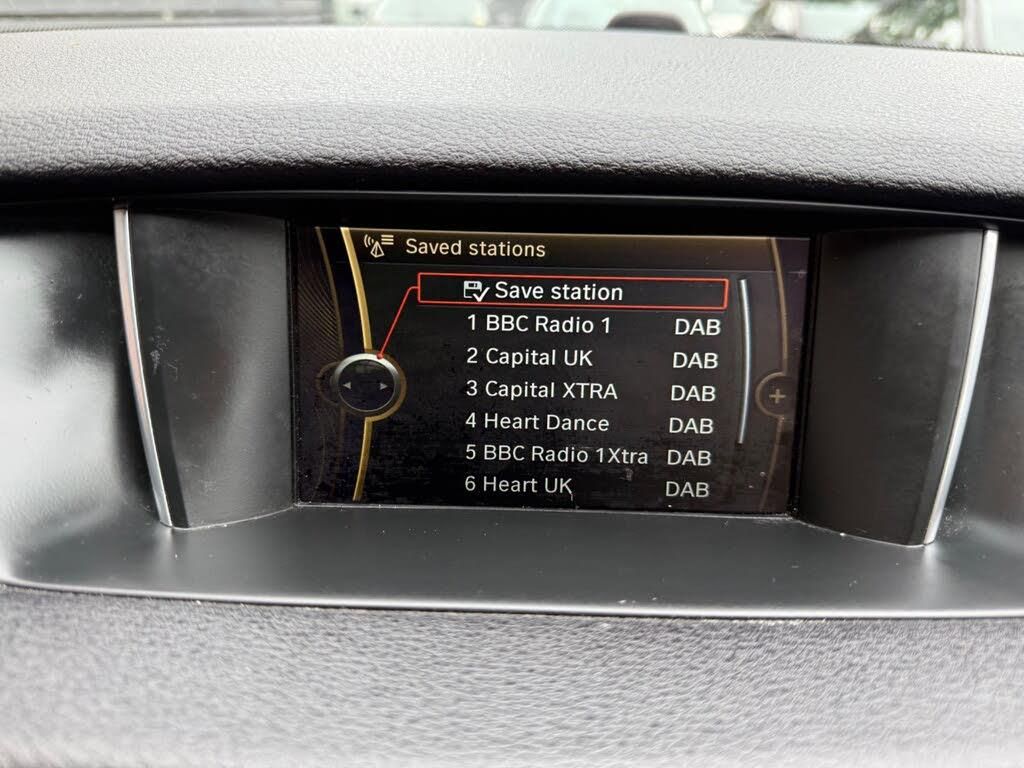 Saved stations
Save station
1 BBC Radio 1 DAB
2 Capital UK DAB
3 Capital XTRA DAB
4 Heart Dance DAB
5 BBC Radio 1Xtra DAB
6 Heart UK DAB